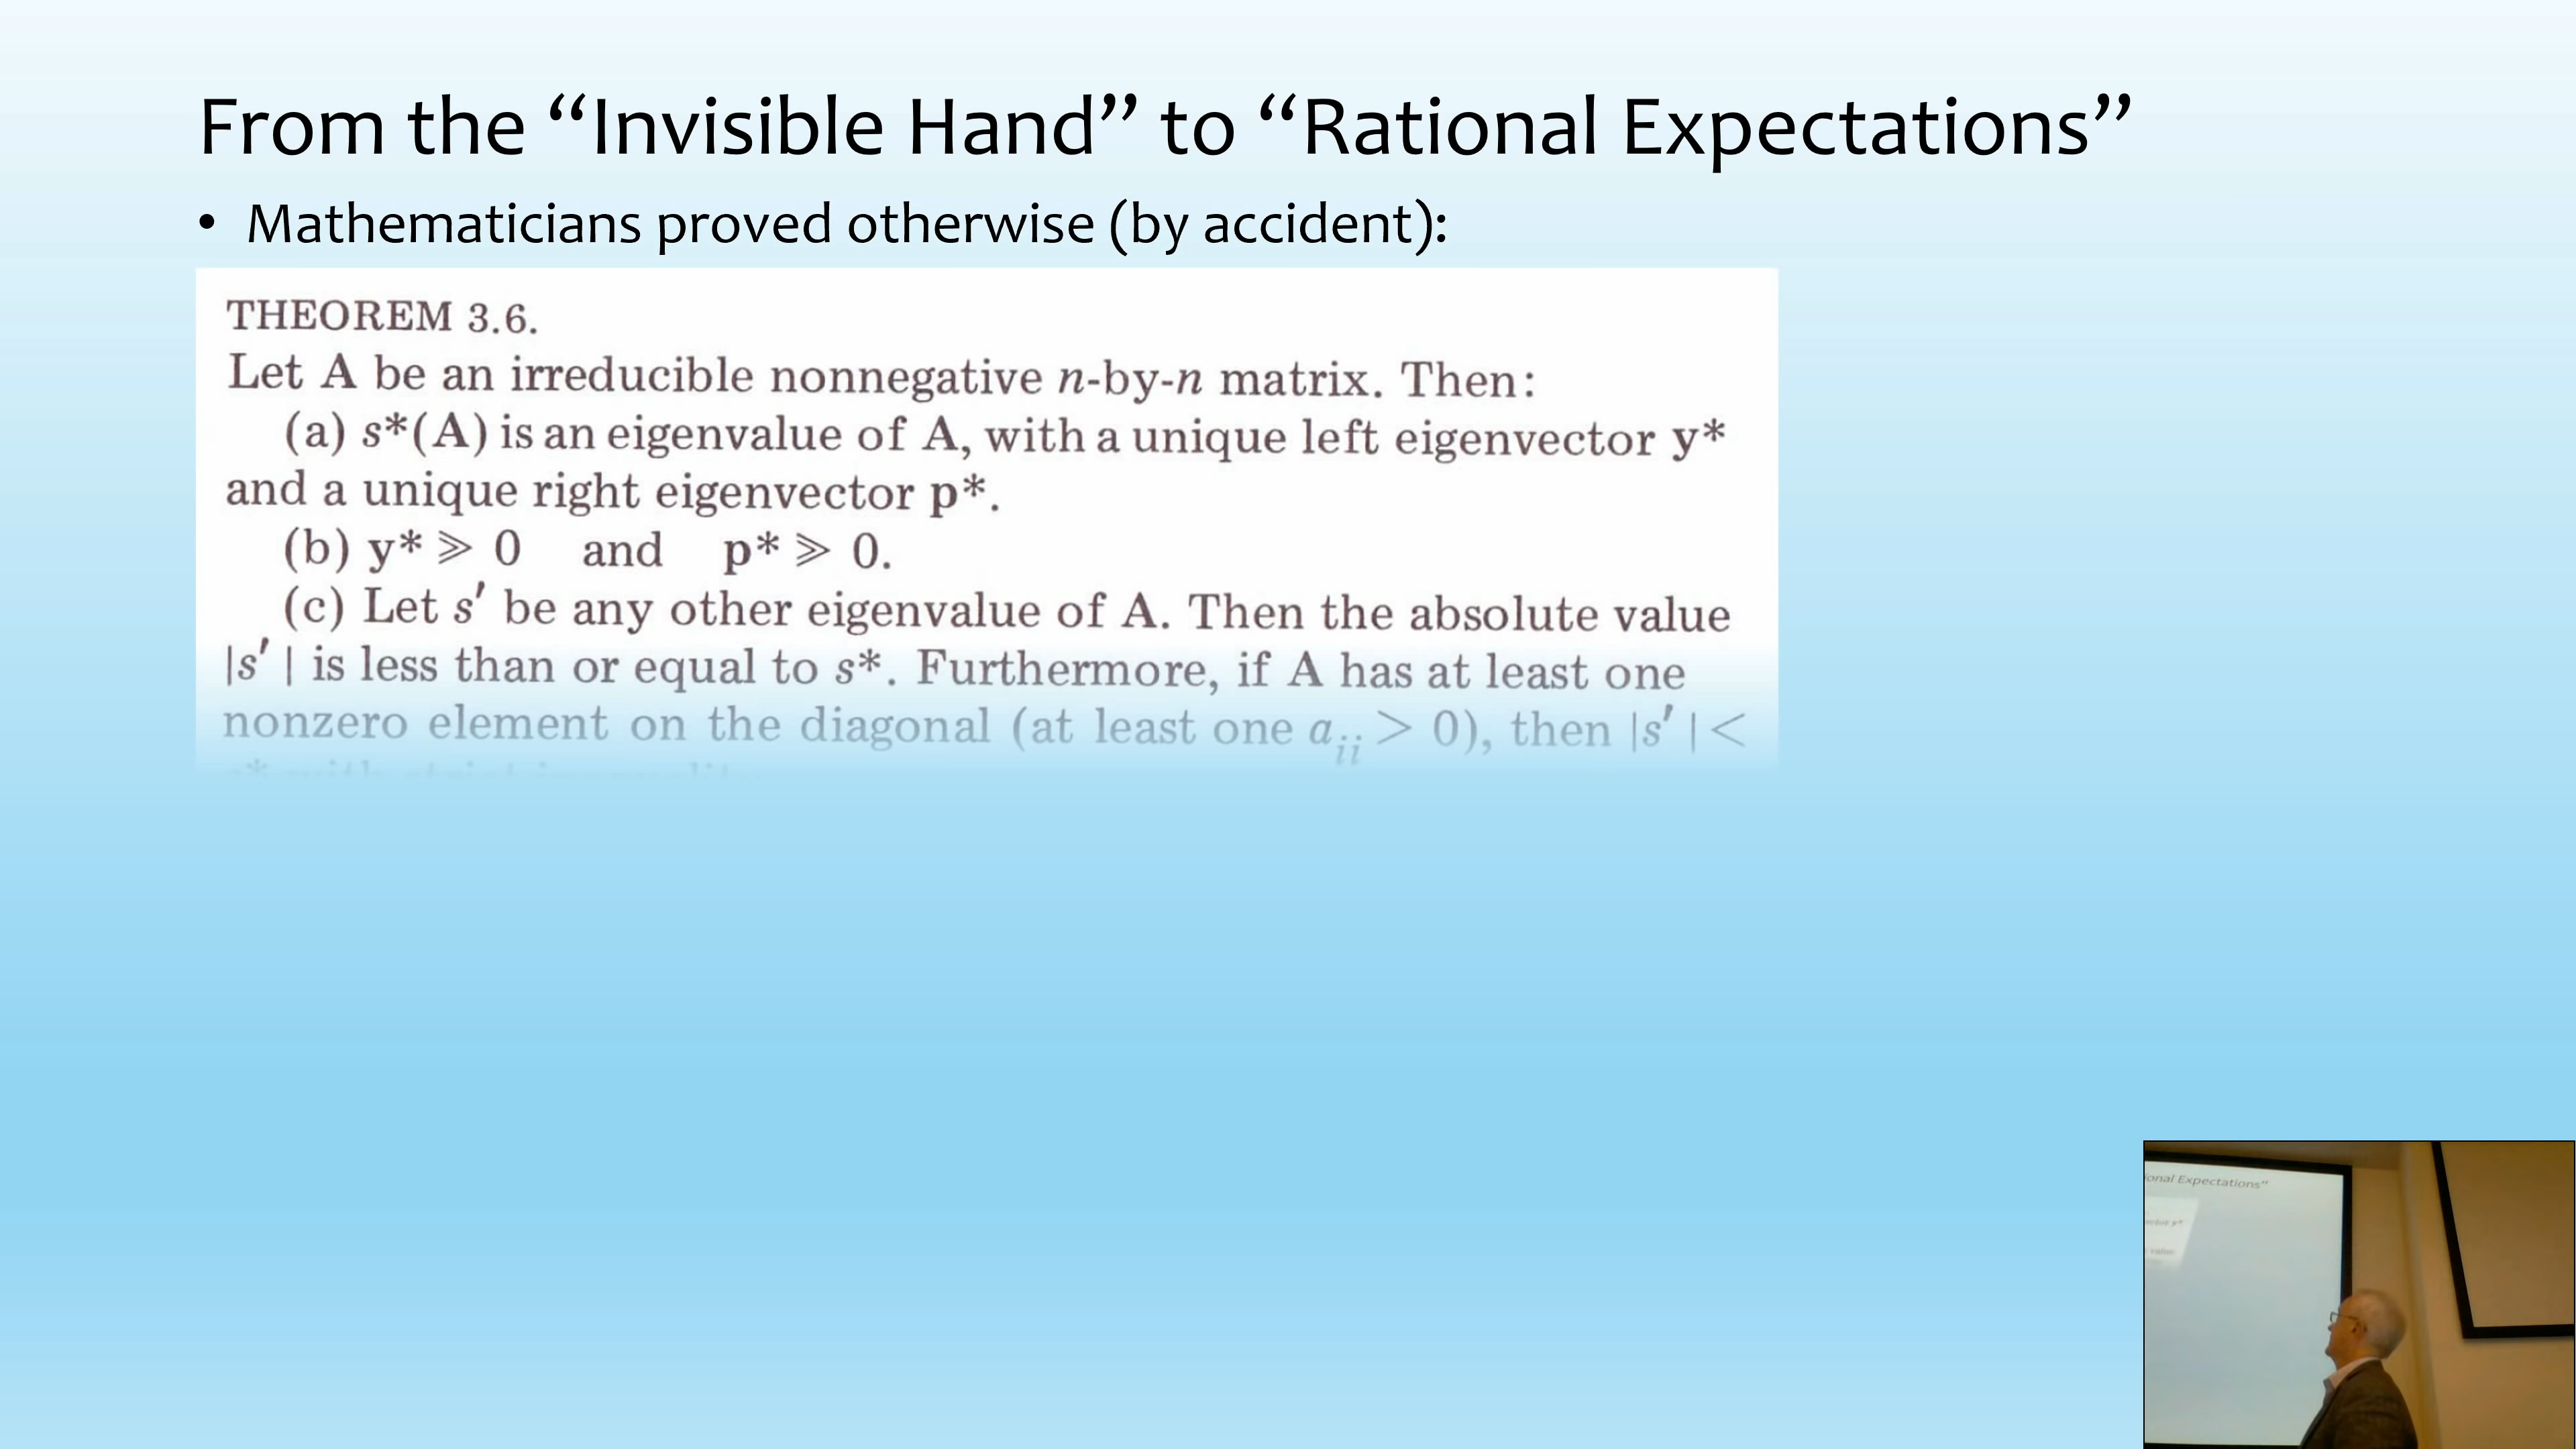 From the “Invisible Hand” to “Rational Expectations”
• Mathematicians proved otherwise (by accident):
THEOREM 3.6.
Let A be an irreducible nonnegative n-by-n matrix. Then:
(a) s*(A) is an eigenvalue of A, with a unique left eigenvector y*
and a unique right eigenvector p*.
(b) y* ⩾ 0 and p* ⩾ 0.
(c) Let s′ be any other eigenvalue of A. Then the absolute value
|s′ | is less than or equal to s*. Furthermore, if A has at least one
nonzero element on the diagonal (at least one aᵢᵢ > 0), then |s′ | <
onal Expectations”